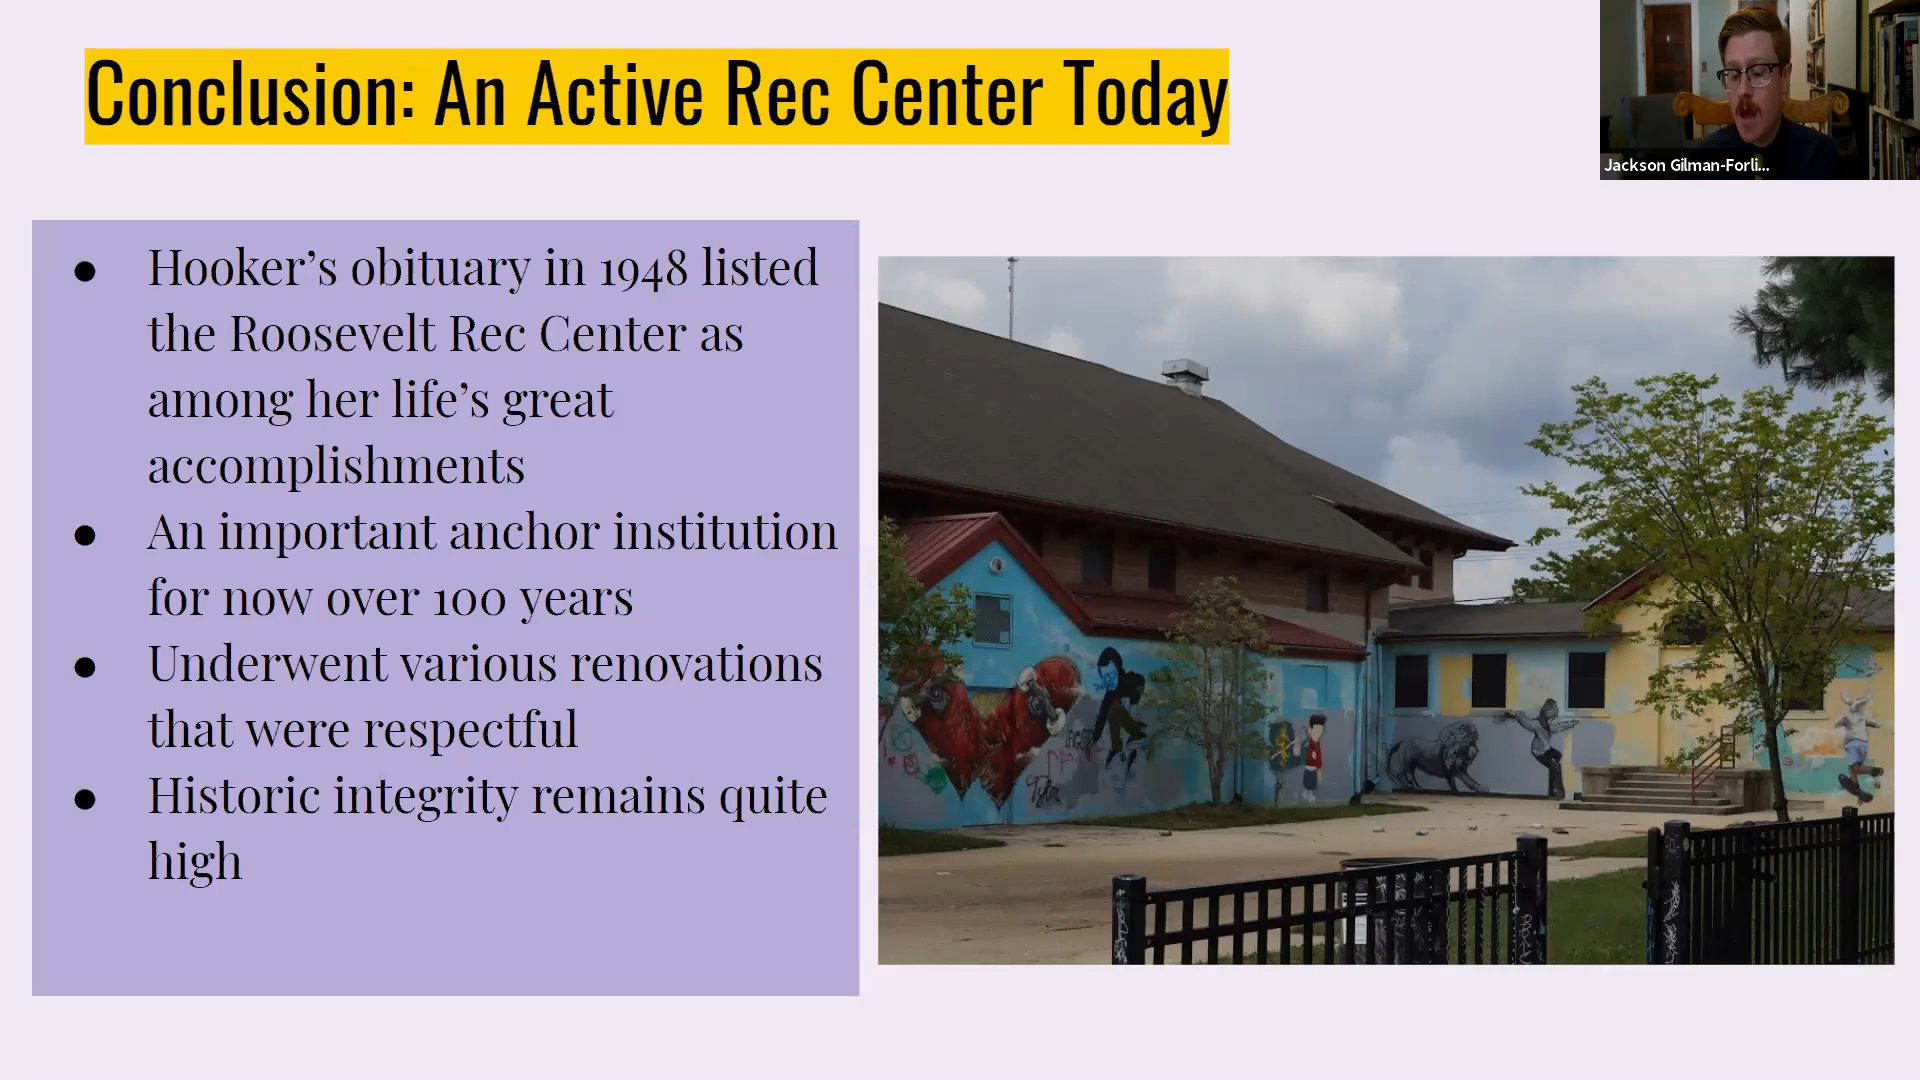 Conclusion: An Active Rec Center Today
Jackson Gilman-Forli...
● Hooker’s obituary in 1948 listed
the Roosevelt Rec Center as
among her life’s great
accomplishments
● An important anchor institution
for now over 100 years
● Underwent various renovations
that were respectful
● Historic integrity remains quite
high